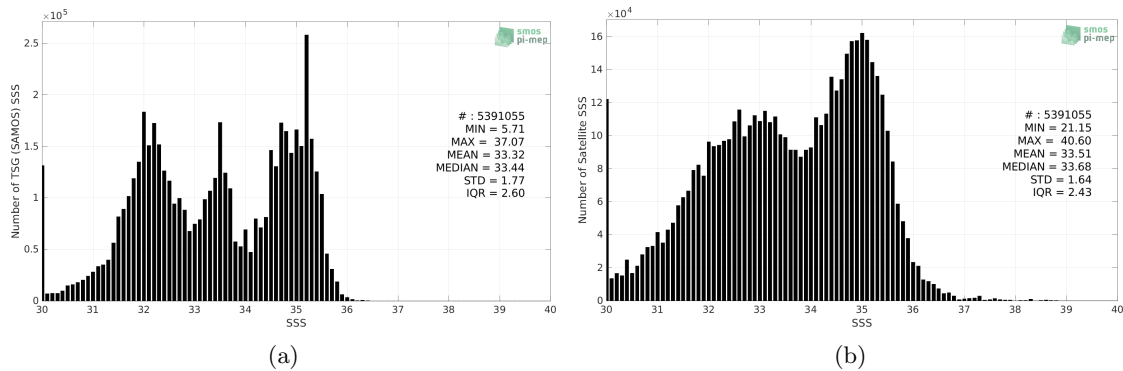 ×10⁵
2.5
2
1.5
1
0.5
0
30 31 32 33 34 35 36 37 38 39 40
SSS
Number of TSG (SAMOS) SSS
smos
pi-mep
# : 5391055
MIN = 5.71
MAX = 37.07
MEAN = 33.32
MEDIAN = 33.44
STD = 1.77
IQR = 2.60
(a)
×10⁴
16
14
12
10
8
6
4
2
0
30 31 32 33 34 35 36 37 38 39 40
SSS
Number of Satellite SSS
smos
pi-mep
# : 5391055
MIN = 21.15
MAX = 40.60
MEAN = 33.51
MEDIAN = 33.68
STD = 1.64
IQR = 2.43
(b)